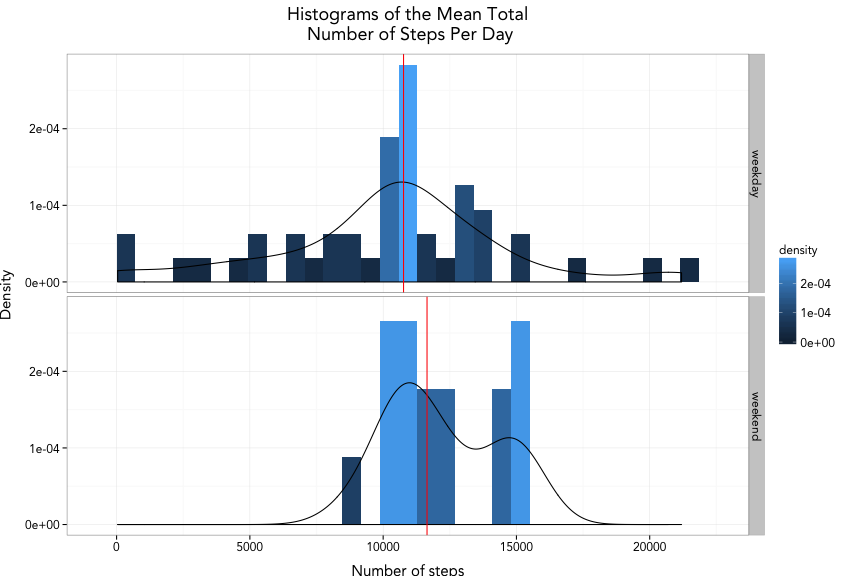 Histograms of the Mean Total
Number of Steps Per Day
2e-04
1e-04
0e+00
weekday
2e-04
1e-04
0e+00
weekend
Density
0
5000
10000
15000
20000
Number of steps
density
2e-04
1e-04
0e+00